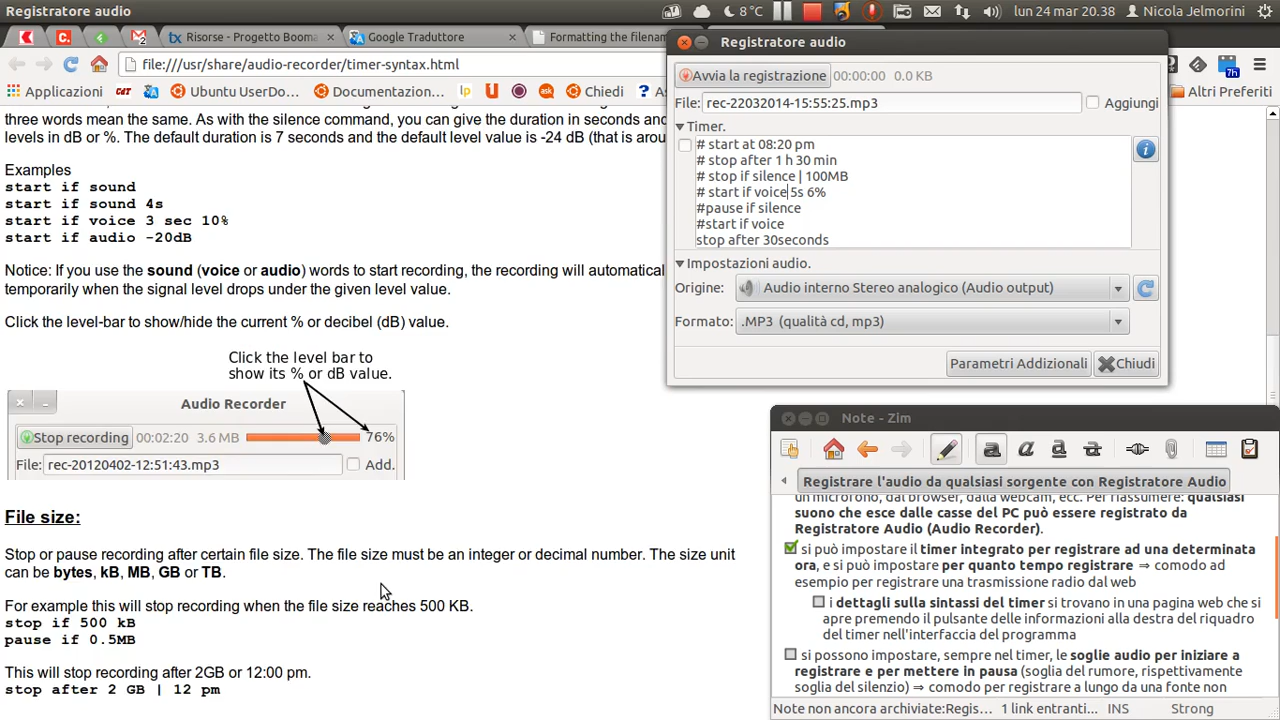 Registratore audio
8 °C
lun 24 mar 20.38
Nicola Jelmorini
2
Risorse - Progetto Booma
Google Traduttore
Formatting the filenam
file:///usr/share/audio-recorder/timer-syntax.html
7h
Applicazioni
CAT
Ubuntu UserDo...
Documentazion...
lp
Chiedi
As
Altri Preferiti
three words mean the same. As with the silence command, you can give the duration in seconds and
levels in dB or %. The default duration is 7 seconds and the default level value is -24 dB (that is arou
Examples
start if sound
start if sound 4s
start if voice 3 sec 10%
start if audio -20dB
Notice: If you use the sound (voice or audio) words to start recording, the recording will automatical
temporarily when the signal level drops under the given level value.
Click the level-bar to show/hide the current % or decibel (dB) value.
Click the level bar to
show its % or dB value.
Audio Recorder
Stop recording
00:02:20
3.6 MB
76%
File:
rec-20120402-12:51:43.mp3
Add.
File size:
Stop or pause recording after certain file size. The file size must be an integer or decimal number. The size unit
can be bytes, kB, MB, GB or TB.
For example this will stop recording when the file size reaches 500 KB.
stop if 500 kB
pause if 0.5MB
This will stop recording after 2GB or 12:00 pm.
stop after 2 GB | 12 pm
Registratore audio
Avvia la registrazione
00:00:00
0.0 KB
File:
rec-22032014-15:55:25.mp3
Aggiungi
Timer.
# start at 08:20 pm
# stop after 1 h 30 min
# stop if silence | 100MB
# start if voice 5s 6%
#pause if silence
#start if voice
stop after 30seconds
Impostazioni audio.
Origine:
Audio interno Stereo analogico (Audio output)
Formato:
.MP3 (qualità cd, mp3)
Parametri Addizionali
Chiudi
Note - Zim
Registrare l'audio da qualsiasi sorgente con Registratore Audio
un microfono, dal browser, dalla webcam, ecc. Per riassumere: qualsiasi
suono che esce dalle casse del PC può essere registrato da
Registratore Audio (Audio Recorder).
si può impostare il timer integrato per registrare ad una determinata
ora, e si può impostare per quanto tempo registrare ⇒ comodo ad
esempio per registrare una trasmissione radio dal web
i dettagli sulla sintassi del timer si trovano in una pagina web che si
apre premendo il pulsante delle informazioni alla destra del riquadro
del timer nell'interfaccia del programma
si possono impostare, sempre nel timer, le soglie audio per iniziare a
registrare e per mettere in pausa (soglia del rumore, rispettivamente
soglia del silenzio) ⇒ comodo per registrare a lungo da una fonte non
Note non ancora archiviate:Regis...
1 link entranti...
INS
Strong